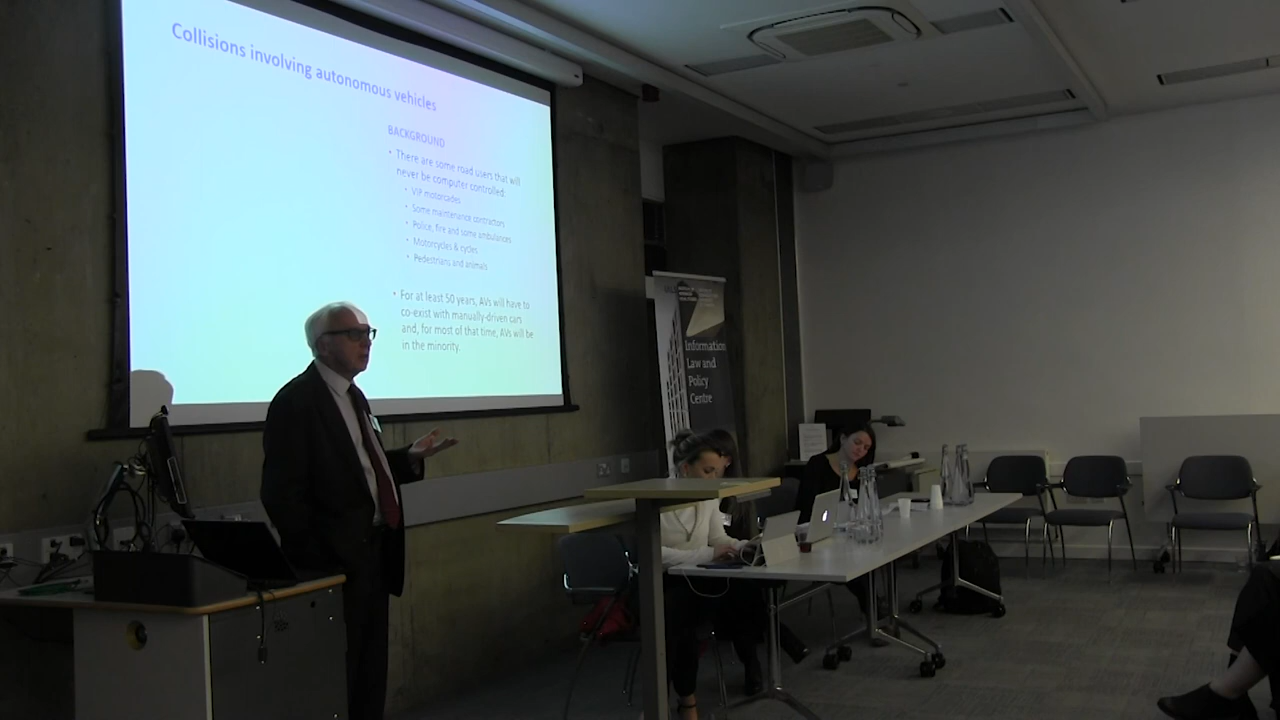 Collisions involving autonomous vehicles
BACKGROUND
• There are some road users that will
never be computer controlled:
• VIP motorcades
• Some maintenance contractors
• Police, fire and some ambulances
• Motorcycles & cycles
• Pedestrians and animals
• For at least 50 years, AVs will have to
co-exist with manually-driven cars
and, for most of that time, AVs will be
in the minority.
Information
Law and
Policy
Centre